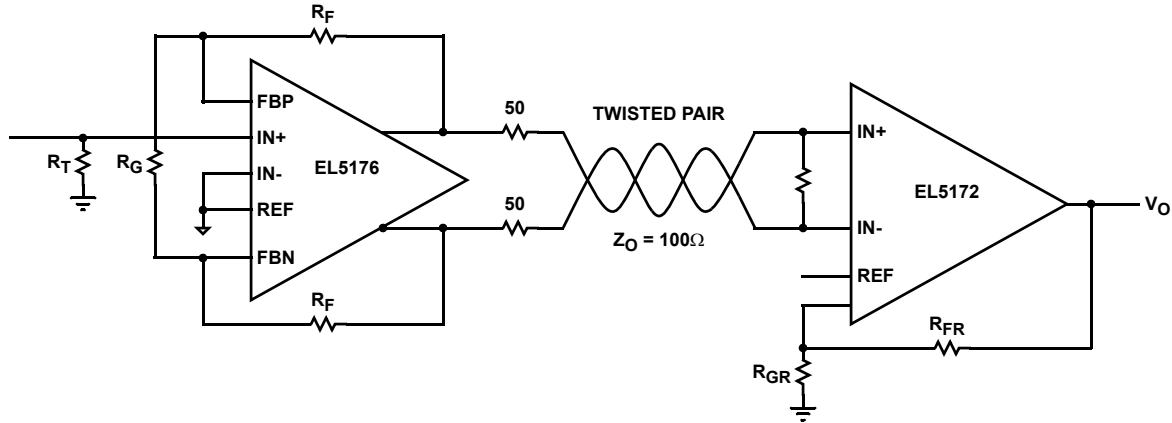 RF
50
TWISTED PAIR
FBP
IN+
IN+
RT
RG
EL5176
IN-
EL5172
VO
REF
50
IN-
ZO = 100Ω
FBN
REF
RF
RFR
RGR